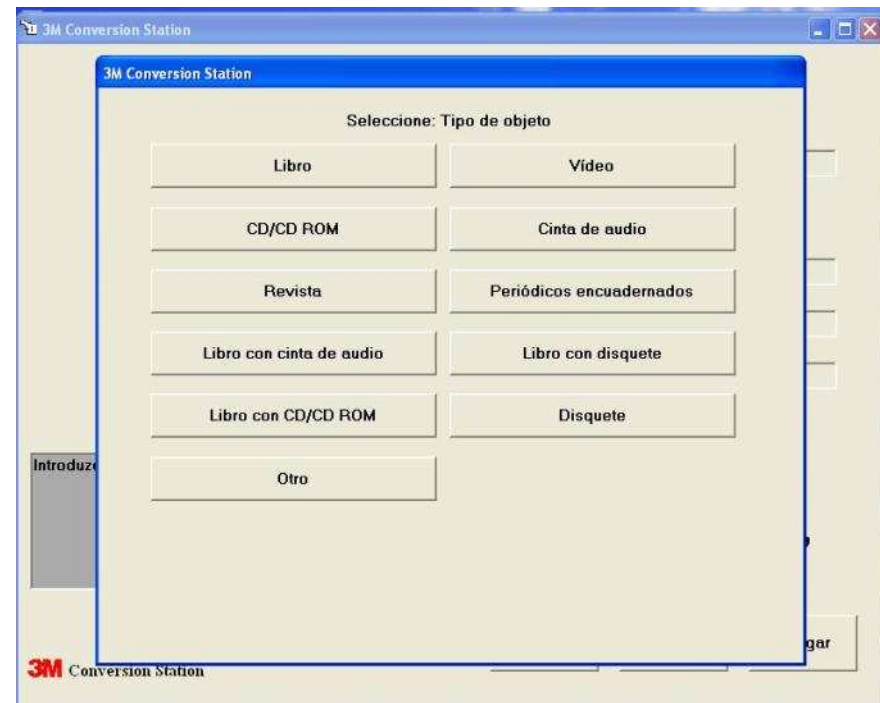 3M Conversion Station
3M Conversion Station
Seleccione: Tipo de objeto
Libro
Vídeo
CD/CD ROM
Cinta de audio
Revista
Periódicos encuadernados
Libro con cinta de audio
Libro con disquete
Libro con CD/CD ROM
Disquete
Otro
3M Conversion Station